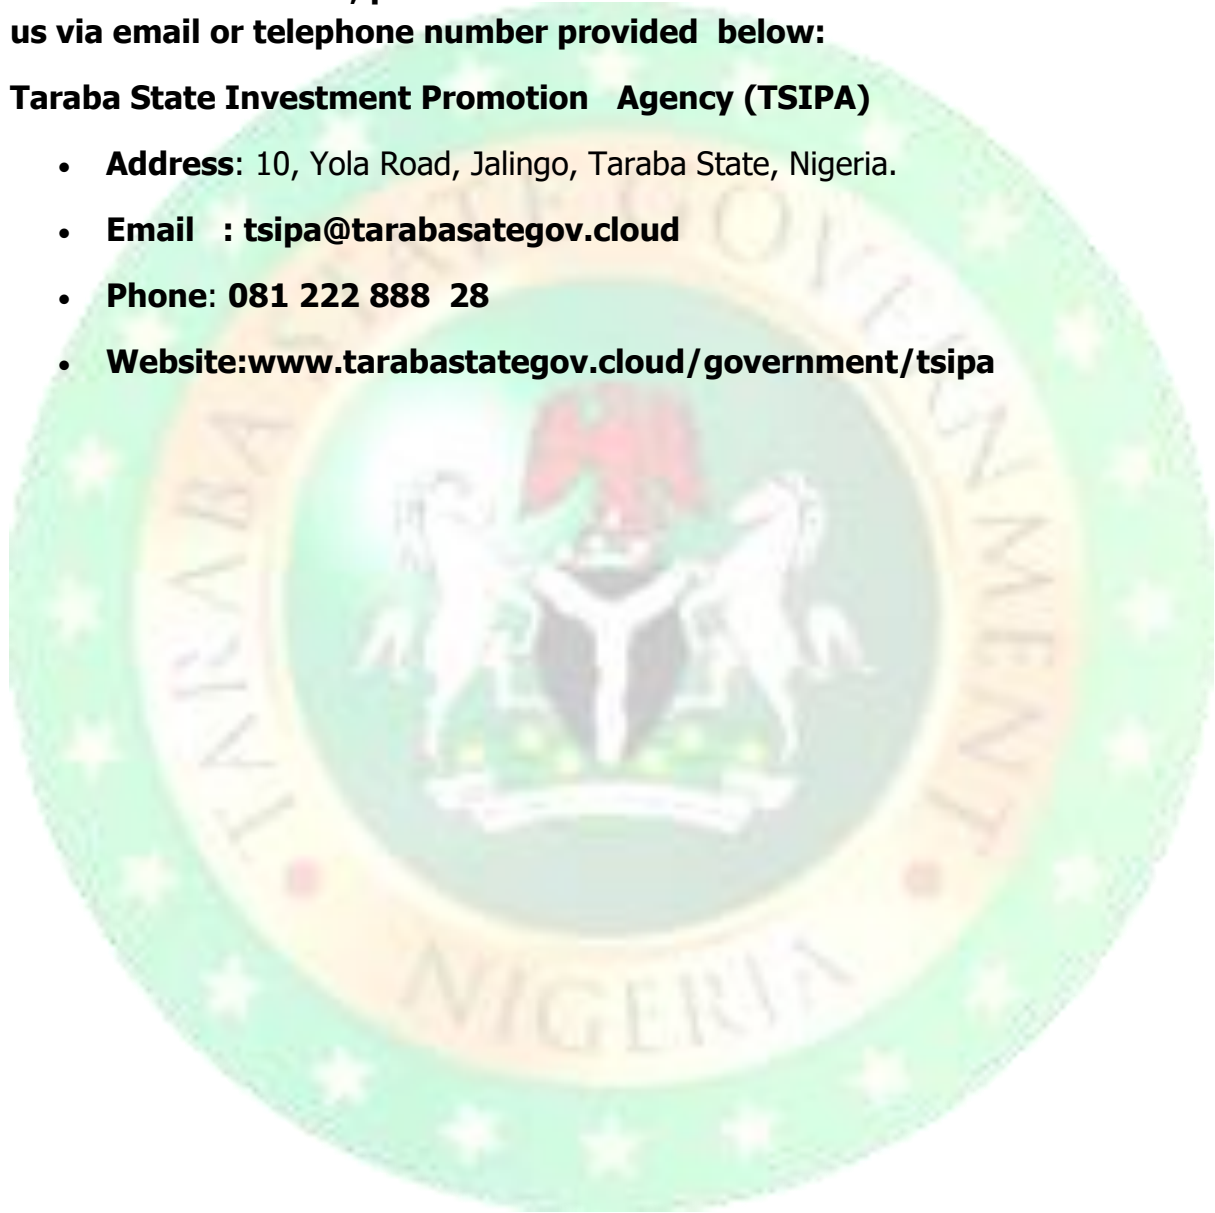 us via email or telephone number provided  below:
Taraba State Investment Promotion   Agency (TSIPA)
• Address: 10, Yola Road, Jalingo, Taraba State, Nigeria.
• Email   : tsipa@tarabasategov.cloud
• Phone: 081 222 888  28
• Website:www.tarabastategov.cloud/government/tsipa
TARABA STATE GOVERNMENT
NIGERIA